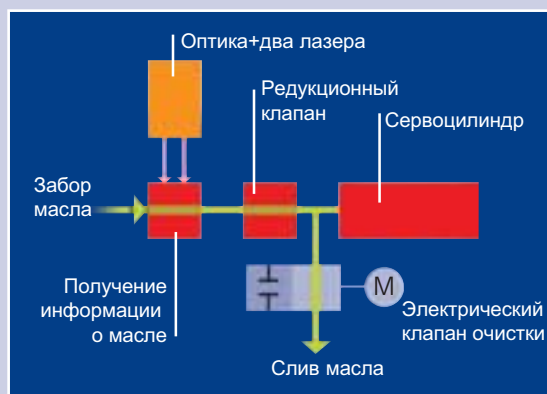 Оптика+два лазера
Редукционный
клапан
Сервоцилиндр
Забор
масла
Получение
информации
о масле
M
Электрический
клапан очистки
Слив масла